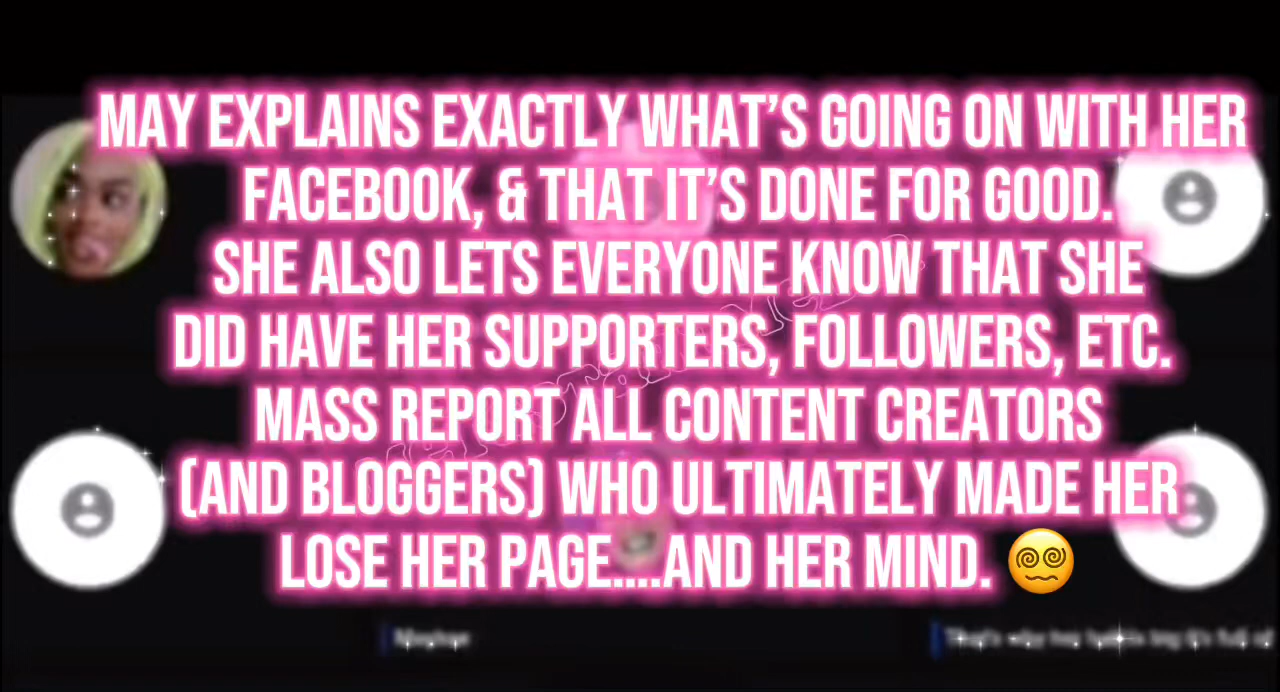 MAY EXPLAINS EXACTLY WHAT’S GOING ON WITH HER
FACEBOOK, & THAT IT’S DONE FOR GOOD.
SHE ALSO LETS EVERYONE KNOW THAT SHE
DID HAVE HER SUPPORTERS, FOLLOWERS, ETC.
MASS REPORT ALL CONTENT CREATORS
(AND BLOGGERS) WHO ULTIMATELY MADE HER
LOSE HER PAGE....AND HER MIND. 😵‍💫